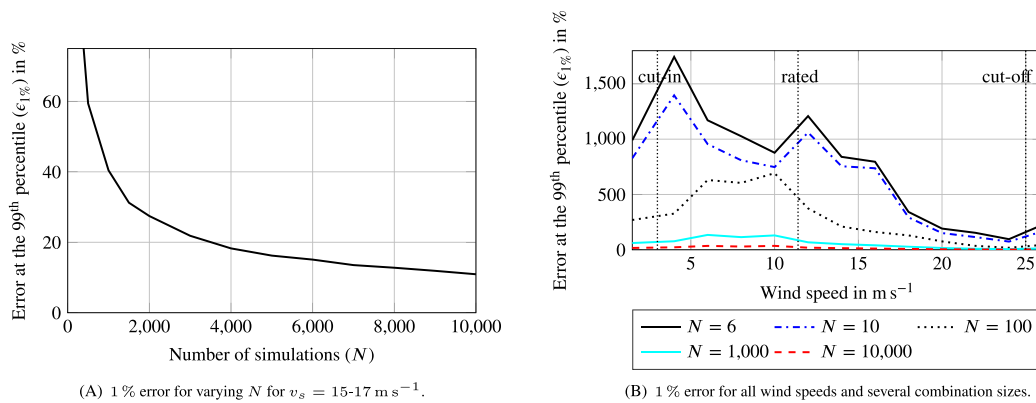 Error at the 99th percentile (ϵ1%) in %
60
40
20
0
0 2,000 4,000 6,000 8,000 10,000
Number of simulations (N)
(A) 1 % error for varying N for vs = 15-17 m s−1.
Error at the 99th percentile (ϵ1%) in %
1,500
1,000
500
0
cut-in rated cut-off
5 10 15 20 25
Wind speed in m s−1
N = 6 N = 10 N = 100
N = 1,000 N = 10,000
(B) 1 % error for all wind speeds and several combination sizes.